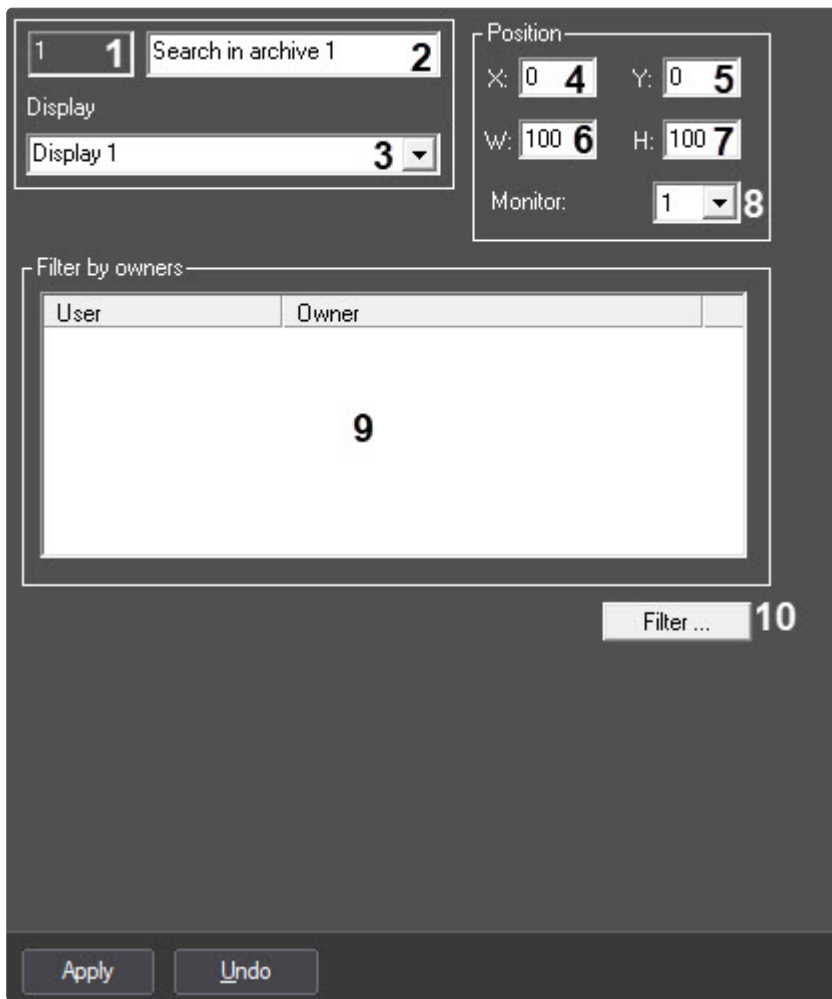 1 1 Search in archive 1 2
Display
Display 1 3
Position
X: 0 4 Y: 0 5
W: 100 6 H: 100 7
Monitor: 1 8
Filter by owners
User Owner
9
Filter ... 10
Apply Undo